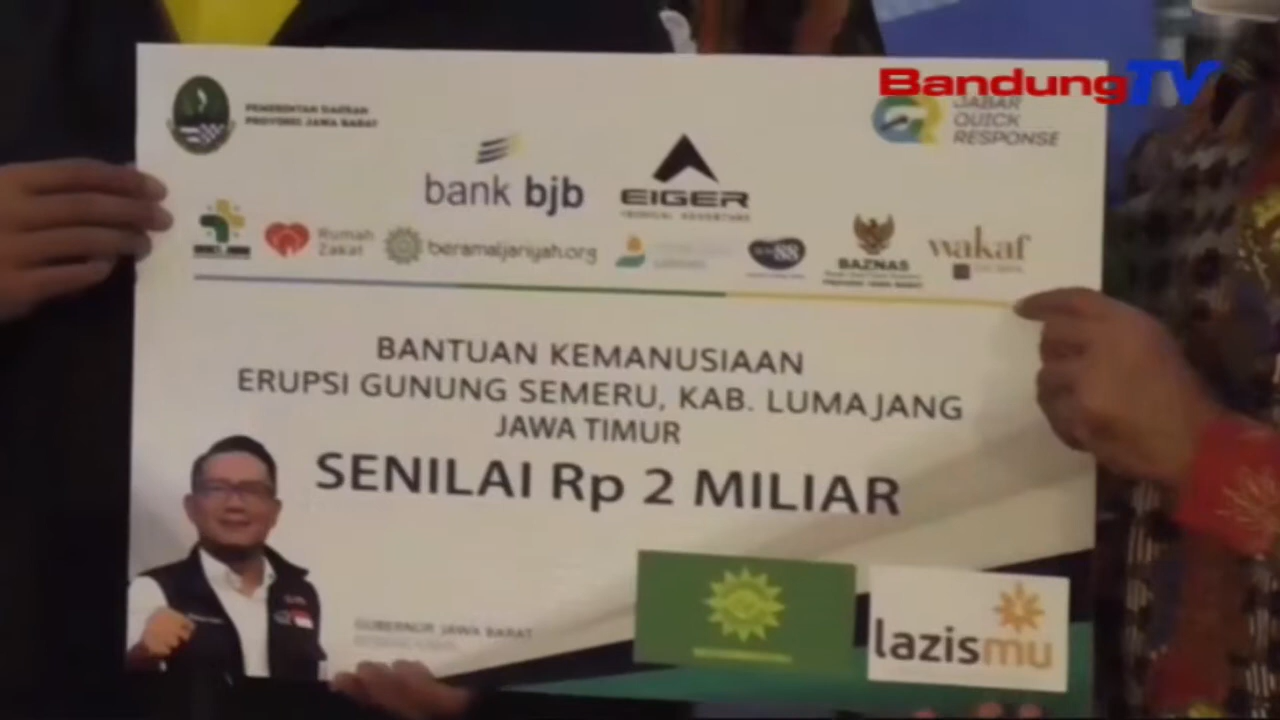 BandungTV
PEMERINTAH DAERAH
PROVINSI JAWA BARAT
JABAR
QUICK
RESPONSE
bank bjb
EIGER
Rumah
Zakat
beramaljariyah.org
BAZNAS
wakaf
BANTUAN KEMANUSIAAN
ERUPSI GUNUNG SEMERU, KAB. LUMAJANG
JAWA TIMUR
SENILAI Rp 2 MILIAR
GUBERNUR JAWA BARAT
lazismu